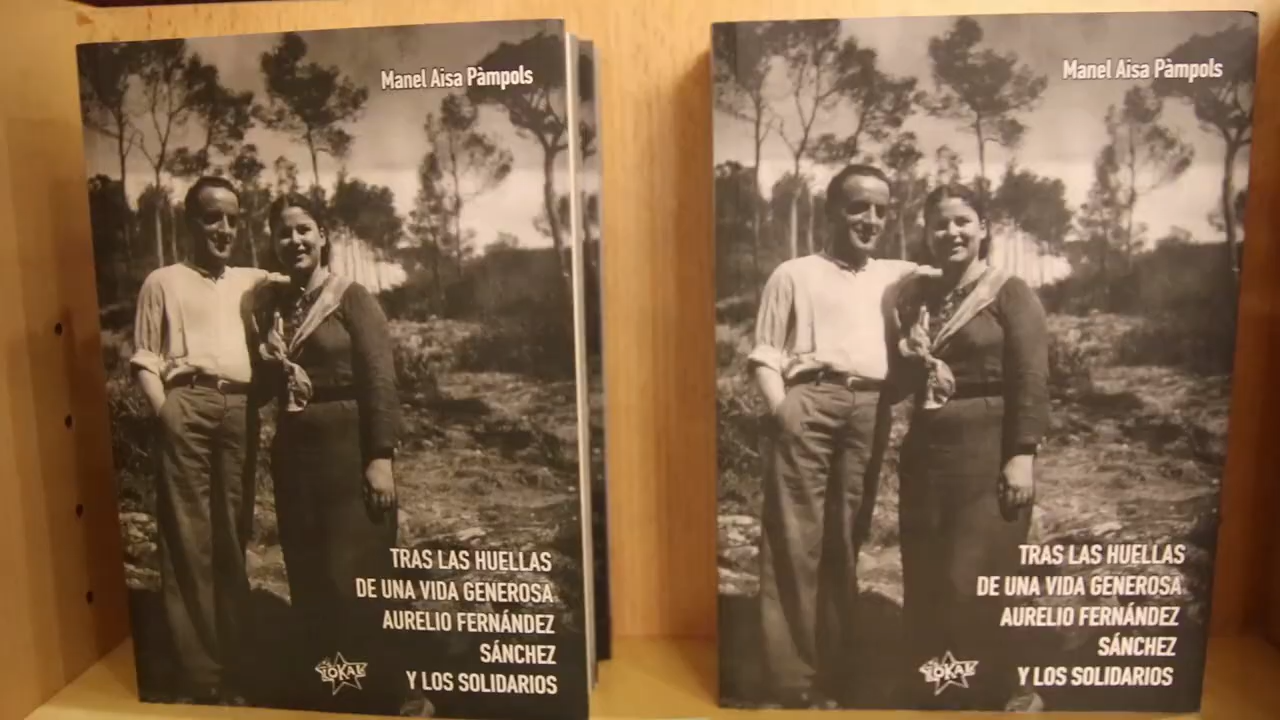 Manel Aisa Pàmpols
TRAS LAS HUELLAS
DE UNA VIDA GENEROSA
AURELIO FERNÁNDEZ
SÁNCHEZ
Y LOS SOLIDARIOS
LOKAL
Manel Aisa Pàmpols
TRAS LAS HUELLAS
DE UNA VIDA GENEROSA
AURELIO FERNÁNDEZ
SÁNCHEZ
Y LOS SOLIDARIOS
LOKAL